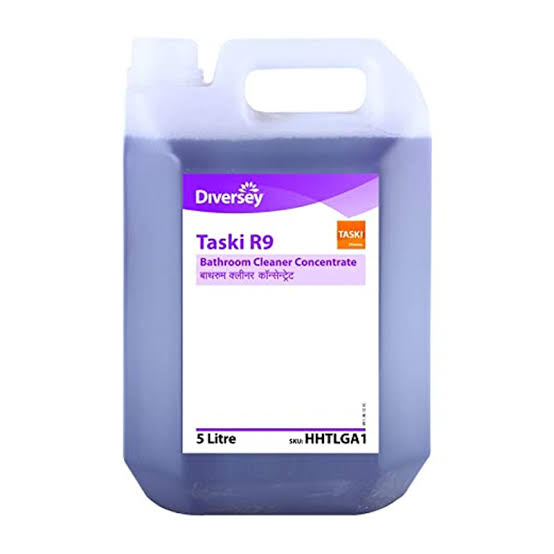 Diversey
Taski R9
TASKI
Bathroom Cleaner Concentrate
बाथरुम क्लीनर कॉन्सेन्ट्रेट
5 Litre
SKU: HHTLGA1